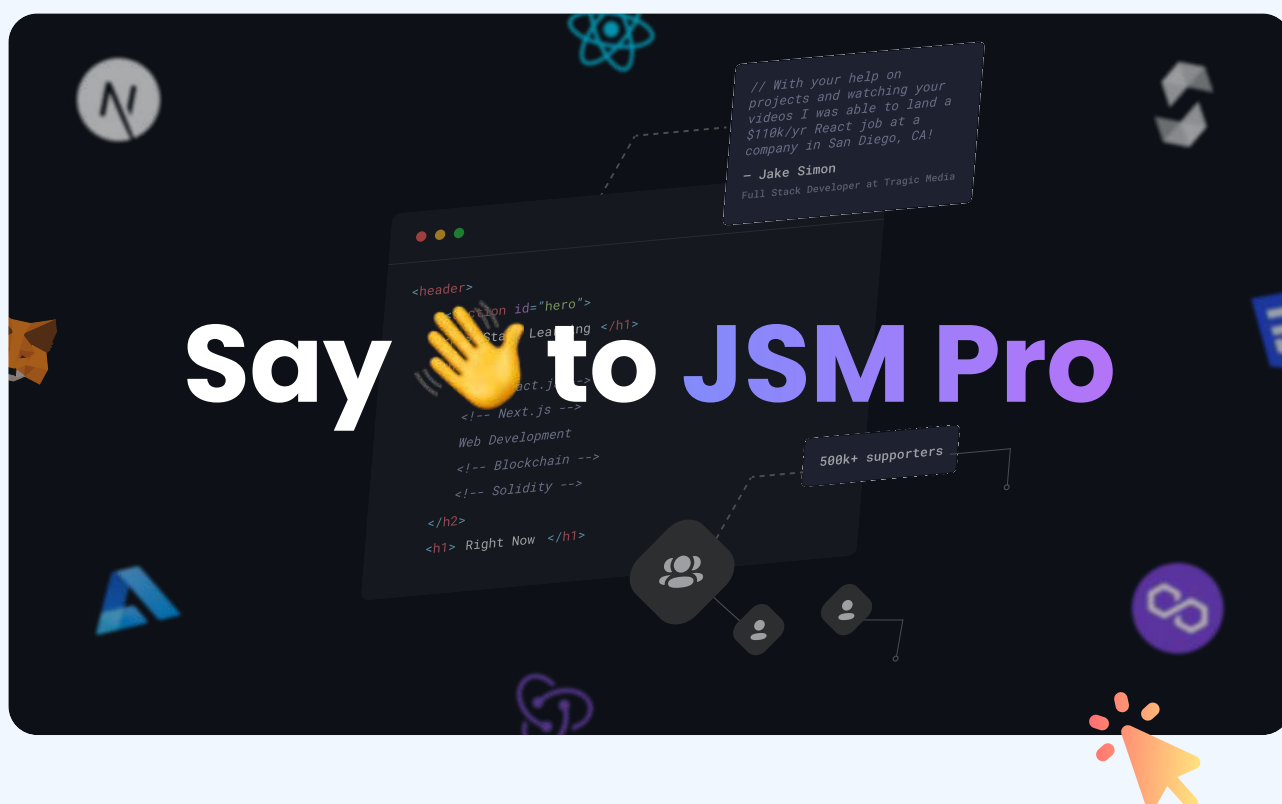 // With your help on
projects and watching your
videos I was able to land a
$110k/yr React job at a
company in San Diego, CA!
— Jake Simon
Full Stack Developer at Tragic Media
<header>
id="hero">
Learning </h1>
Say to JSM Pro
<!-- Next.js -->
Web Development
<!-- Blockchain -->
<!-- Solidity -->
</h2>
<h1> Right Now </h1>
500k+ supporters